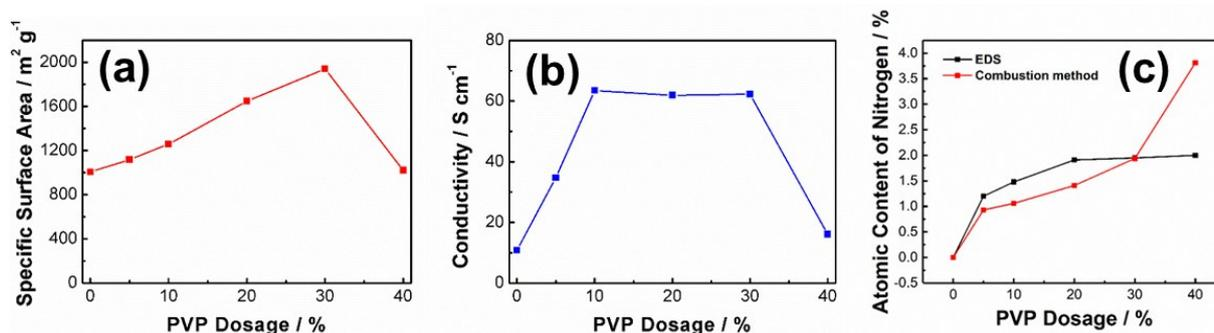 (a)
Specific Surface Area / m² g⁻¹
2000
1600
1200
800
400
0
0 10 20 30 40
PVP Dosage / %
(b)
Conductivity / S cm⁻¹
80
60
40
20
0
0 10 20 30 40
PVP Dosage / %
(c)
Atomic Content of Nitrogen / %
EDS
Combustion method
4.0
3.5
3.0
2.5
2.0
1.5
1.0
0.5
0.0
-0.5
0 10 20 30 40
PVP Dosage / %